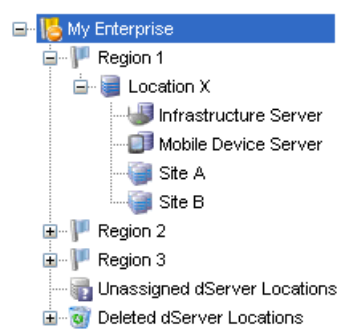 My Enterprise
Region 1
Location X
Infrastructure Server
Mobile Device Server
Site A
Site B
Region 2
Region 3
Unassigned dServer Locations
Deleted dServer Locations